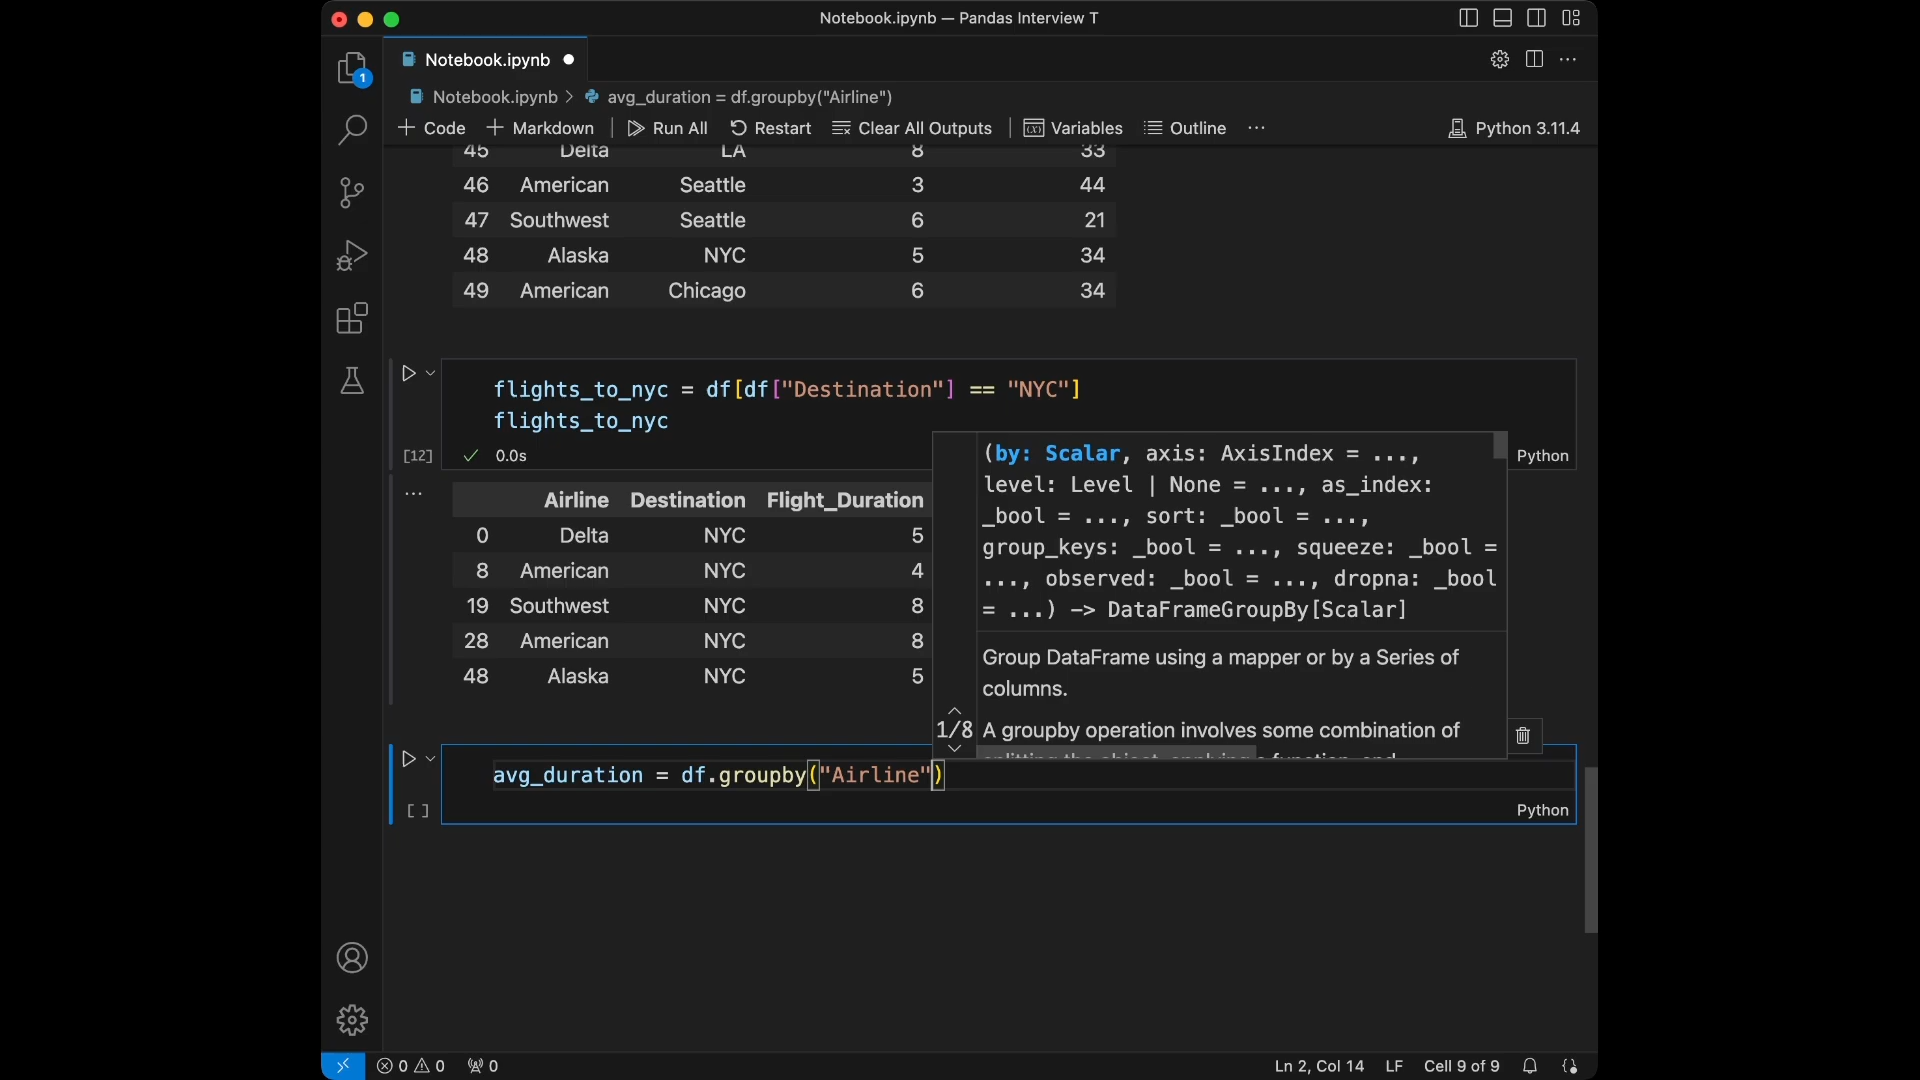 Notebook.ipynb — Pandas Interview T
1
Notebook.ipynb
Notebook.ipynb > avg_duration = df.groupby("Airline")
Code Markdown Run All Restart Clear All Outputs Variables Outline ... Python 3.11.4
45 Delta LA 8 33
46 American Seattle 3 44
47 Southwest Seattle 6 21
48 Alaska NYC 5 34
49 American Chicago 6 34
flights_to_nyc = df[df["Destination"] == "NYC"]
flights_to_nyc
[12] 0.0s Python
Airline Destination Flight_Duration
0 Delta NYC 5
8 American NYC 4
19 Southwest NYC 8
28 American NYC 8
48 Alaska NYC 5
(by: Scalar, axis: AxisIndex = ...,
level: Level | None = ..., as_index:
_bool = ..., sort: _bool = ...,
group_keys: _bool = ..., squeeze: _bool =
..., observed: _bool = ..., dropna: _bool
= ...) -> DataFrameGroupBy[Scalar]
Group DataFrame using a mapper or by a Series of
columns.
1/8 A groupby operation involves some combination of
avg_duration = df.groupby("Airline")
[ ] Python
0 0 0 Ln 2, Col 14 LF Cell 9 of 9